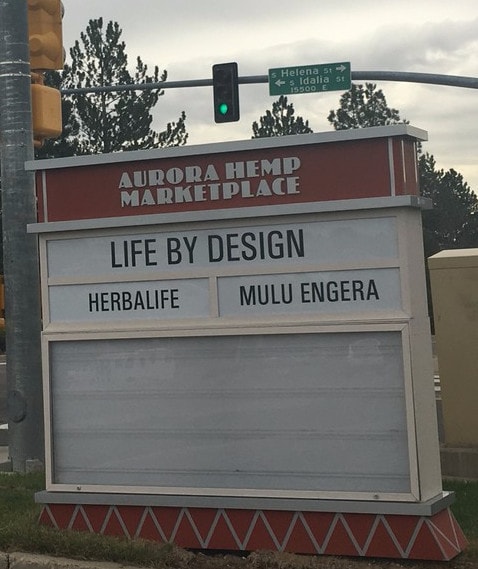 S Helena St →
← S Idalia St
15500 E
AURORA HEMP
MARKETPLACE
LIFE BY DESIGN
HERBALIFE
MULU ENGERA